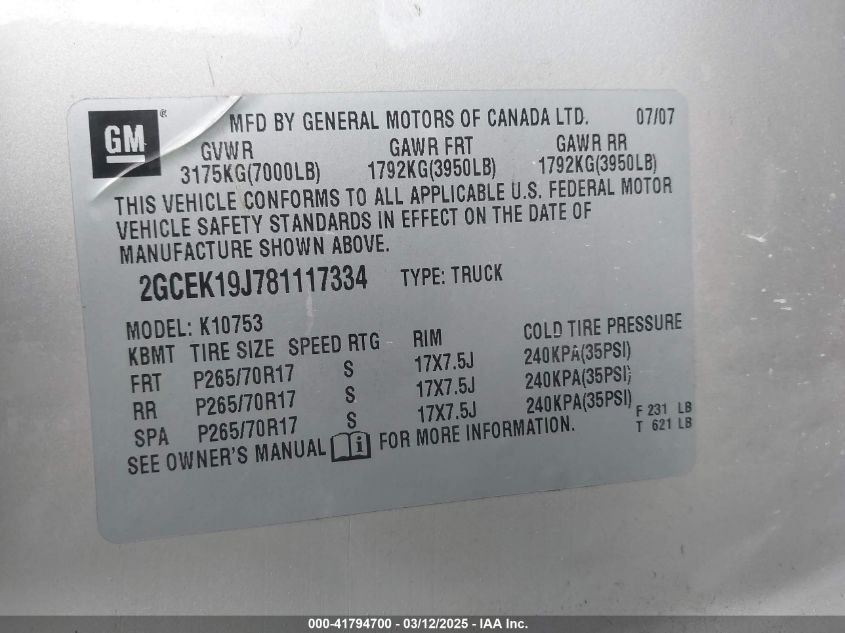 GM ® MFD BY GENERAL MOTORS OF CANADA LTD. 07/07
GVWR GAWR FRT GAWR RR
3175KG(7000LB) 1792KG(3950LB) 1792KG(3950LB)
THIS VEHICLE CONFORMS TO ALL APPLICABLE U.S. FEDERAL MOTOR
VEHICLE SAFETY STANDARDS IN EFFECT ON THE DATE OF
MANUFACTURE SHOWN ABOVE.
2GCEK19J781117334 TYPE: TRUCK
MODEL: K10753
KBMT TIRE SIZE SPEED RTG RIM COLD TIRE PRESSURE
FRT P265/70R17 S 17X7.5J 240KPA(35PSI)
RR P265/70R17 S 17X7.5J 240KPA(35PSI)
SPA P265/70R17 S 17X7.5J 240KPA(35PSI) F 231 LB
T 621 LB
SEE OWNER'S MANUAL i FOR MORE INFORMATION.
000-41794700 - 03/12/2025 - IAA Inc.